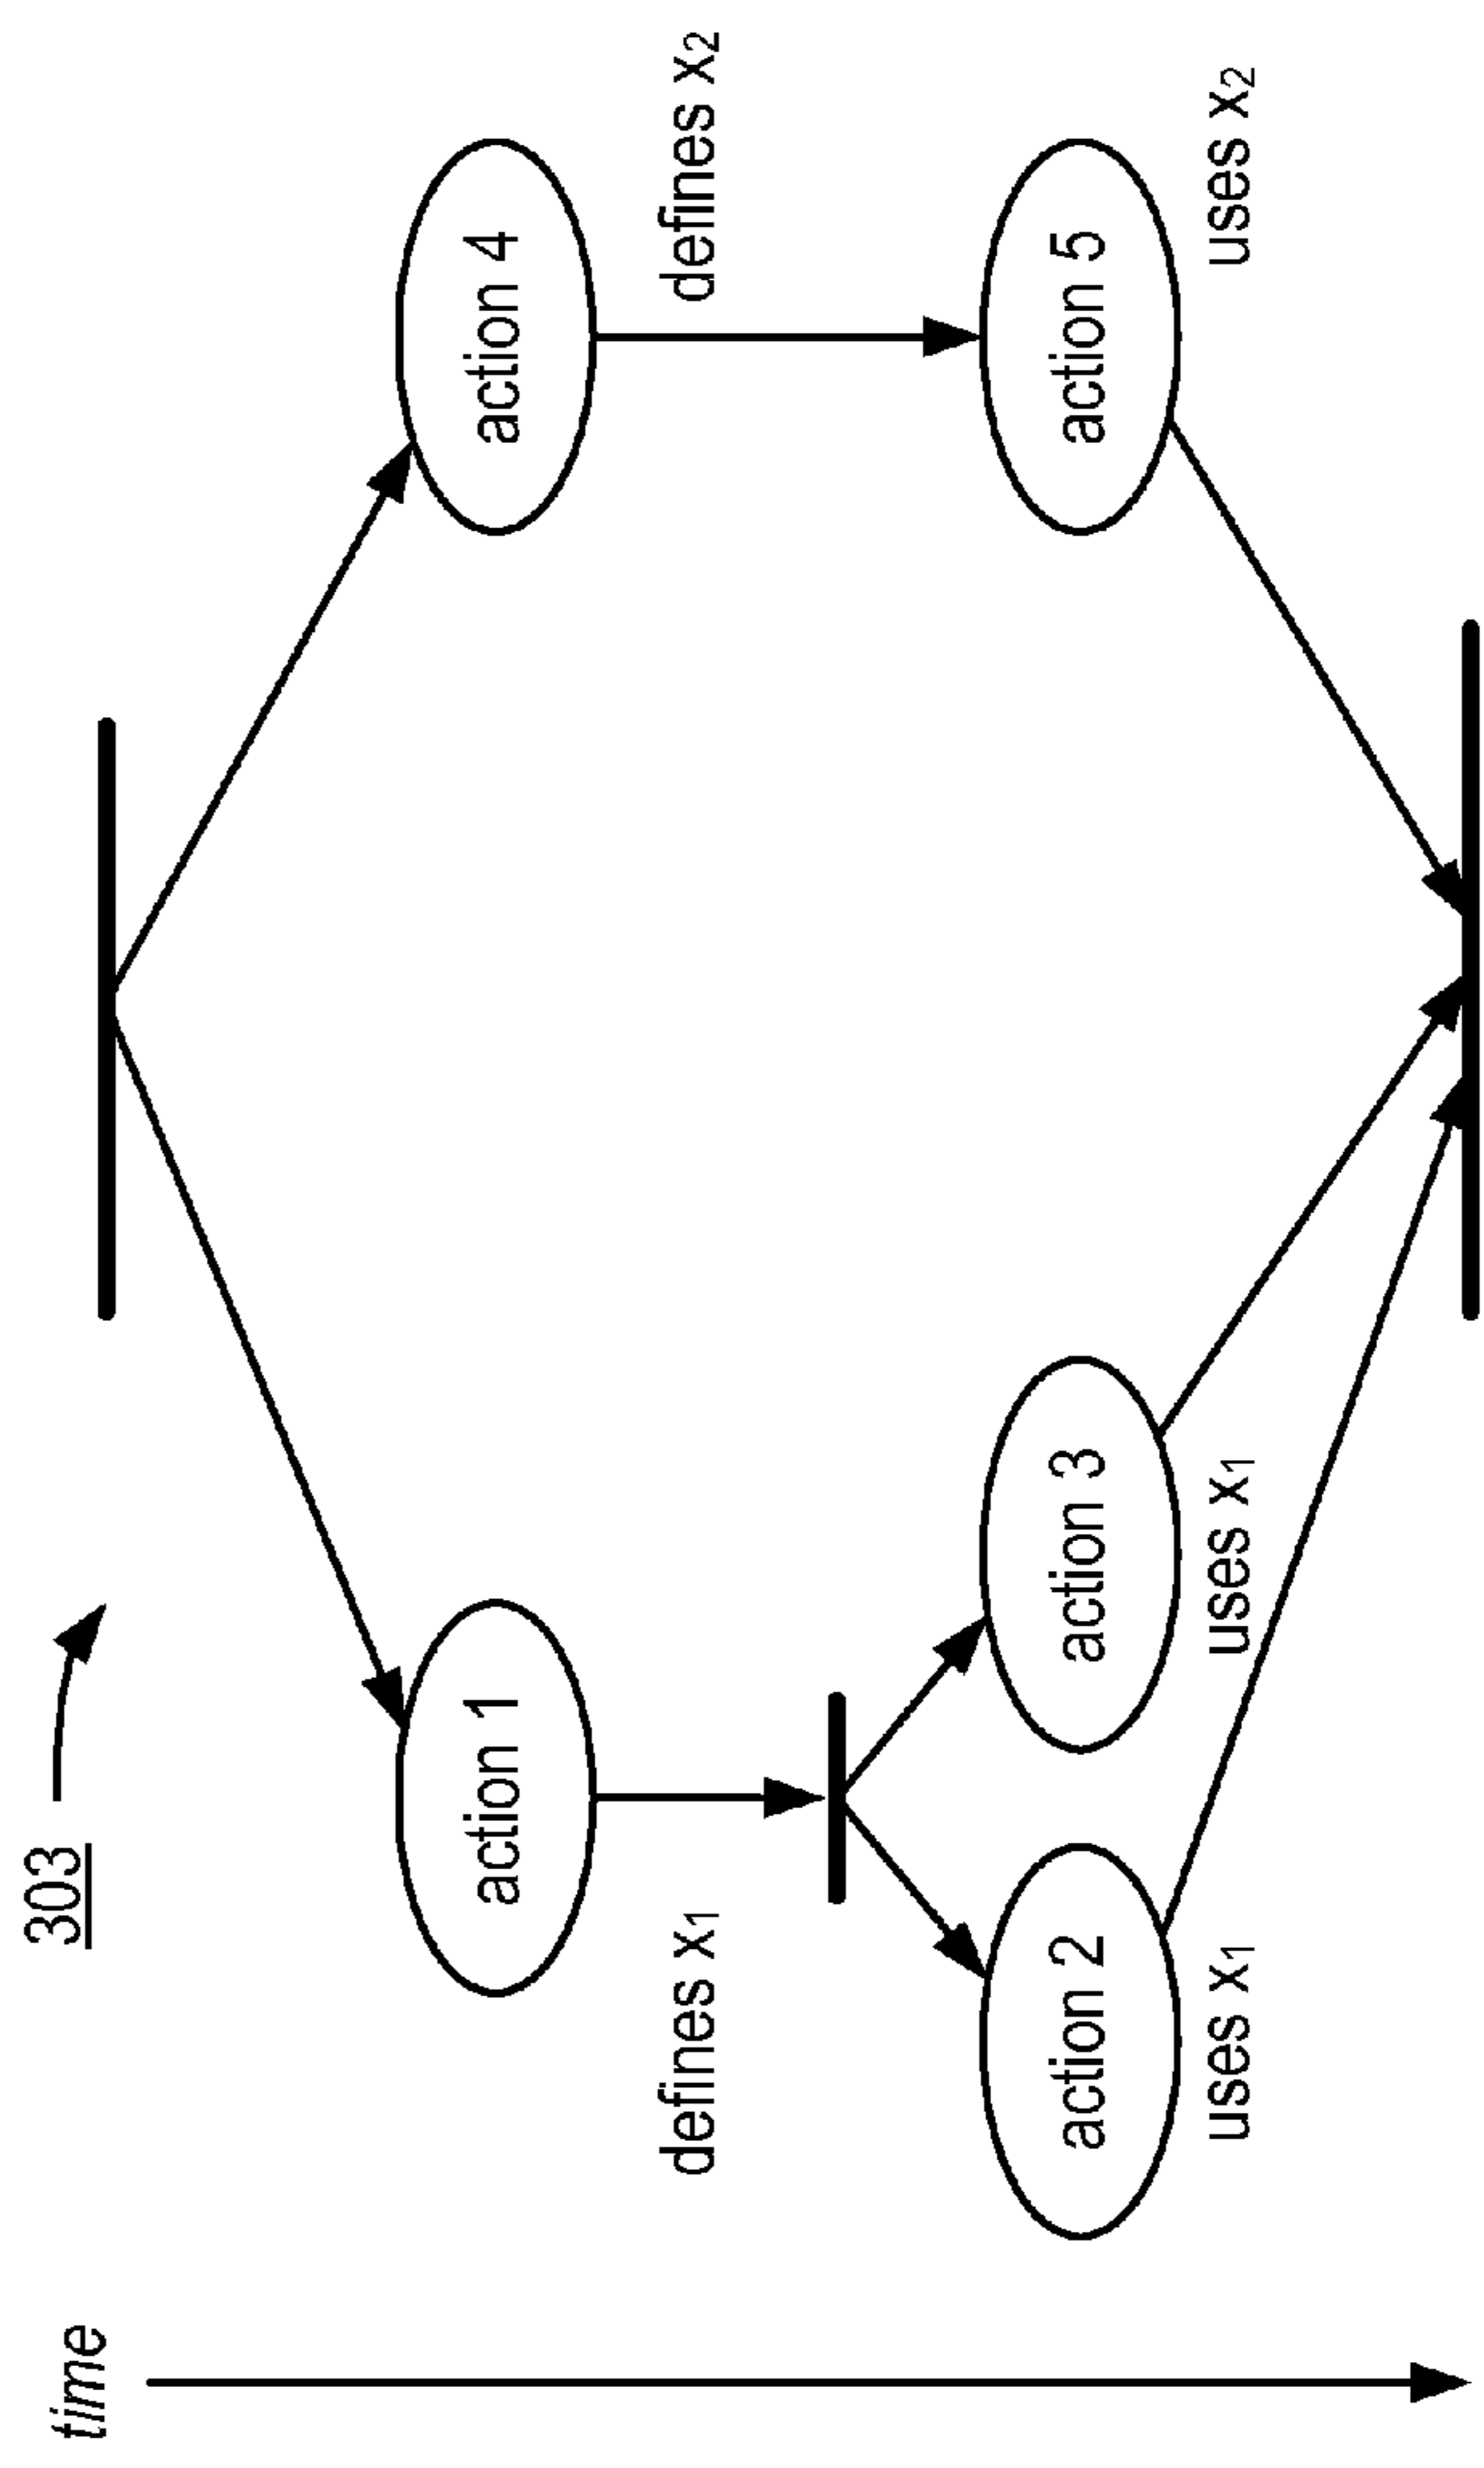 time
303
action 1
action 4
defines x₁
defines x₂
action 2
action 3
action 5
uses x₁
uses x₁
uses x₂